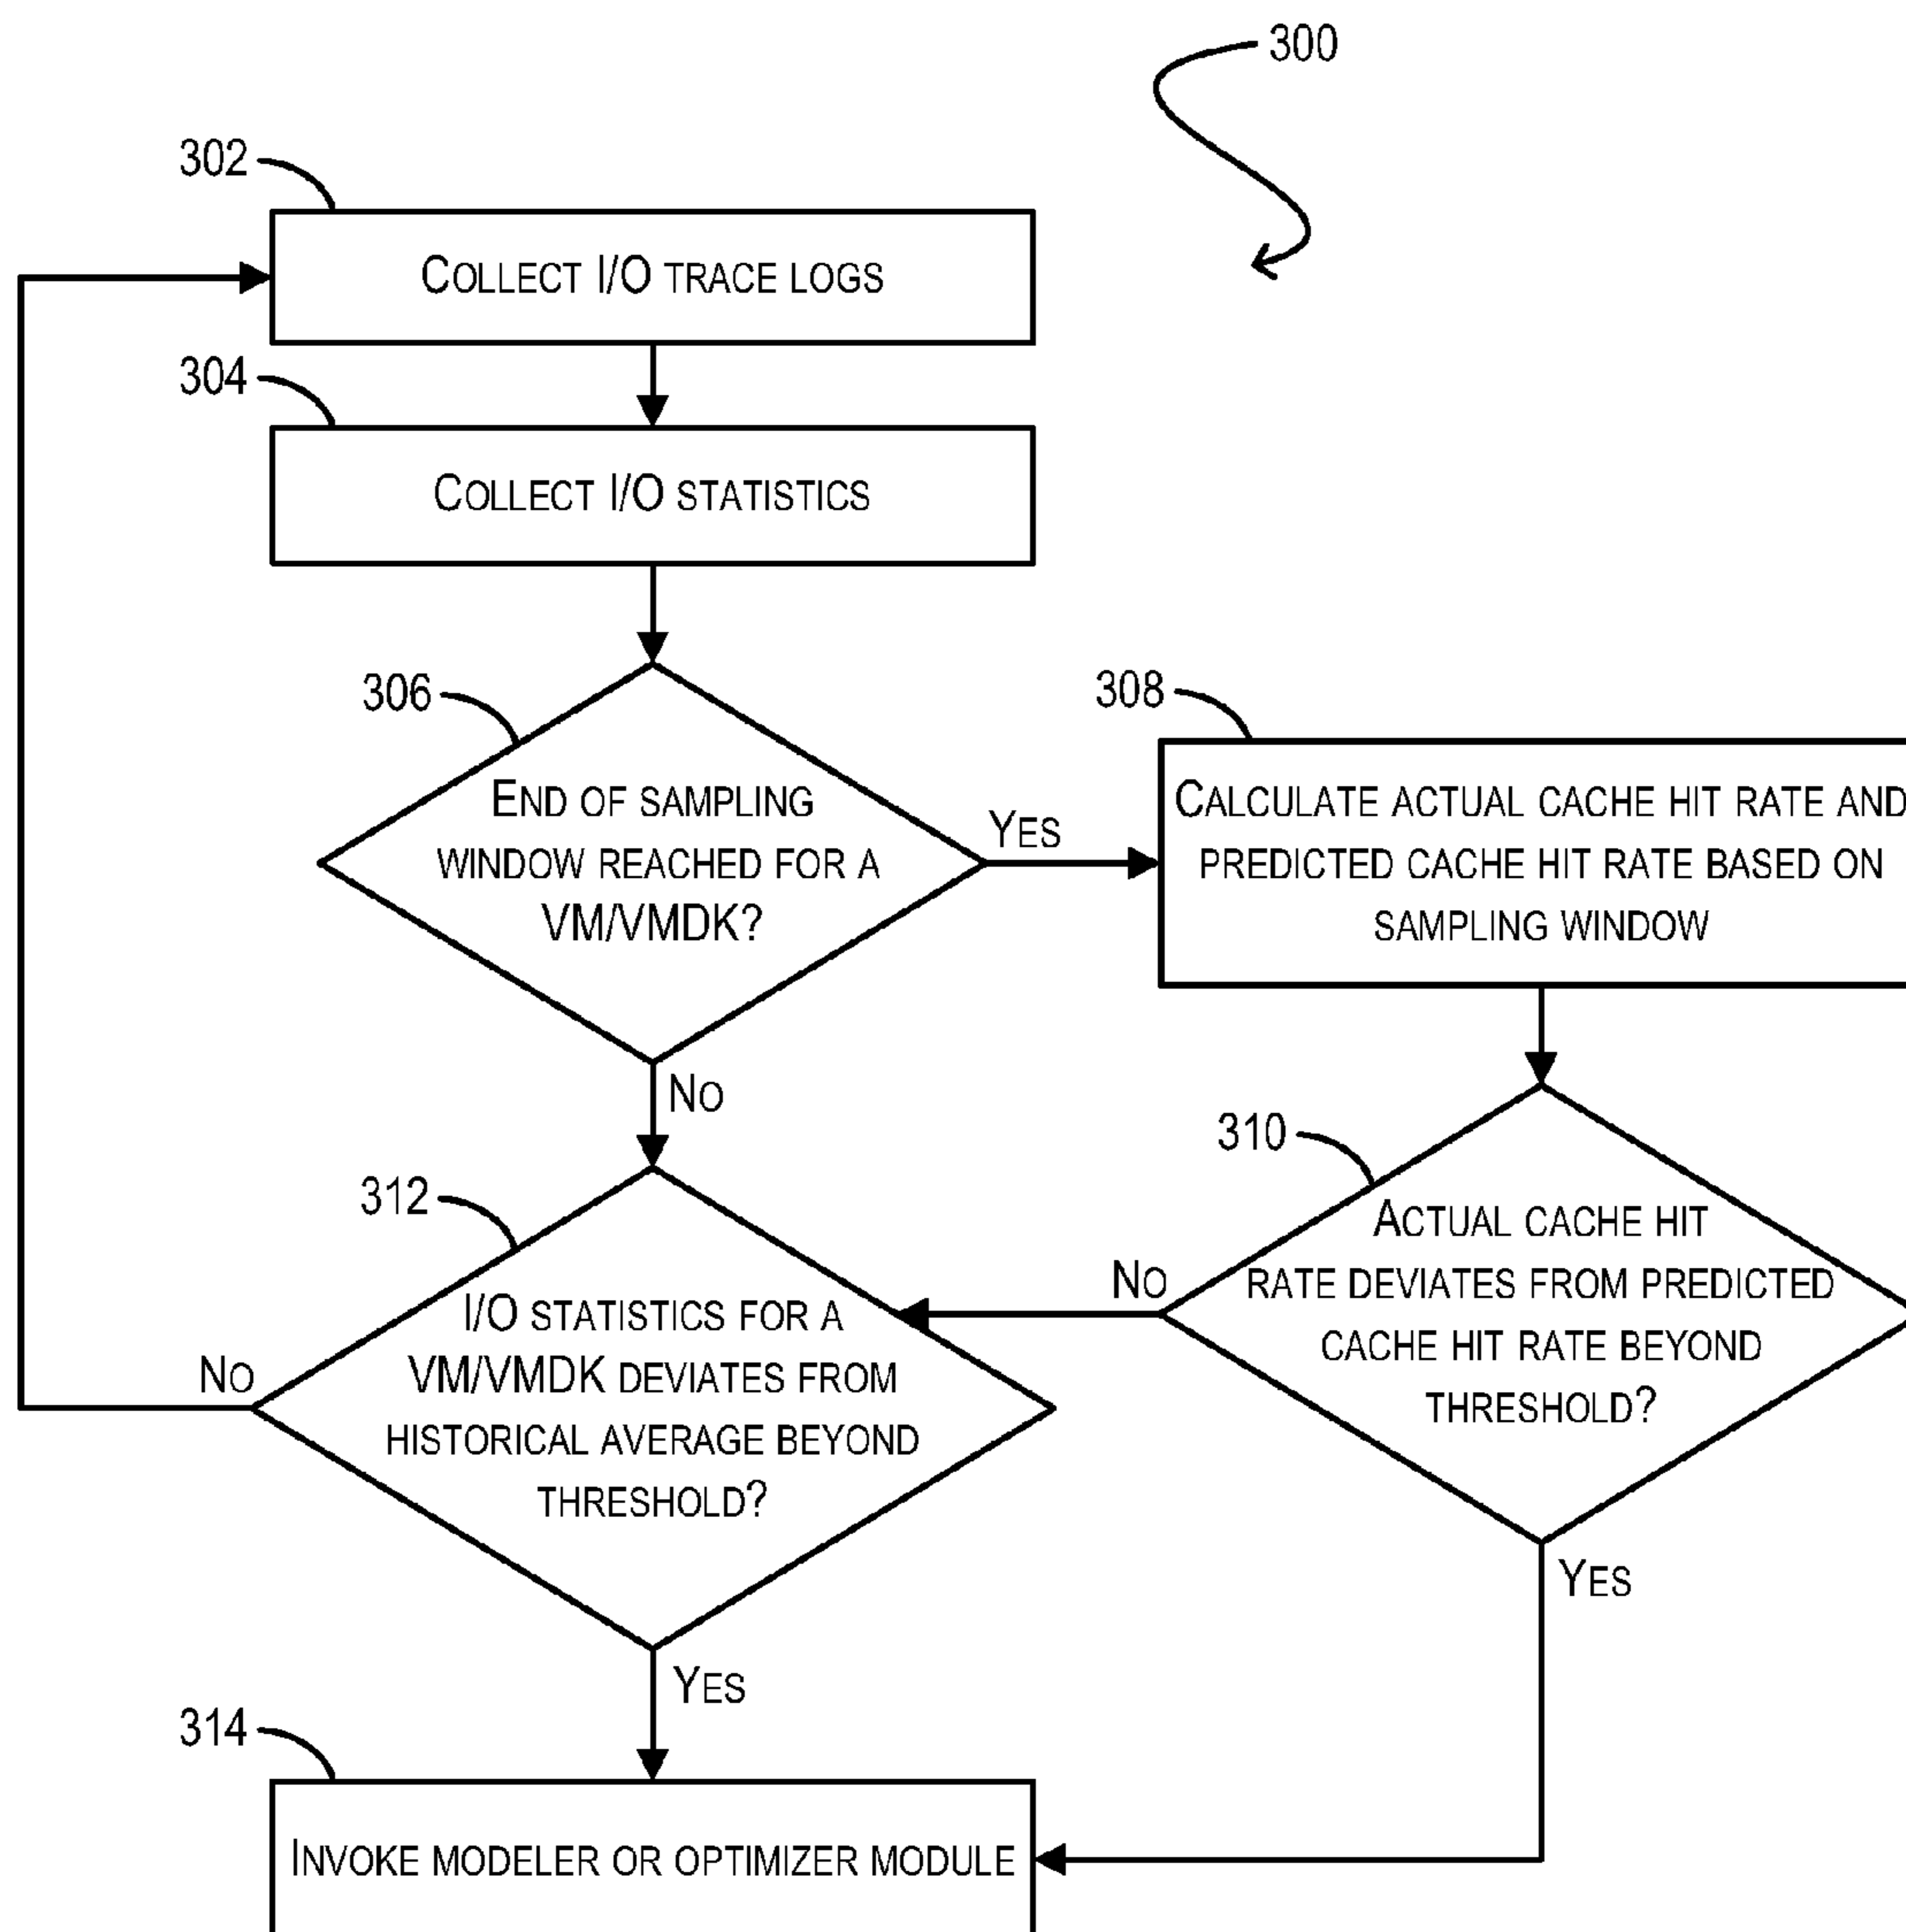 300
302
COLLECT I/O TRACE LOGS
304
COLLECT I/O STATISTICS
306
END OF SAMPLING
WINDOW REACHED FOR A
VM/VMDK?
YES
308
CALCULATE ACTUAL CACHE HIT RATE AND
PREDICTED CACHE HIT RATE BASED ON
SAMPLING WINDOW
NO
310
ACTUAL CACHE HIT
RATE DEVIATES FROM PREDICTED
CACHE HIT RATE BEYOND
THRESHOLD?
NO
YES
312
I/O STATISTICS FOR A
VM/VMDK DEVIATES FROM
HISTORICAL AVERAGE BEYOND
THRESHOLD?
NO
YES
314
INVOKE MODELER OR OPTIMIZER MODULE